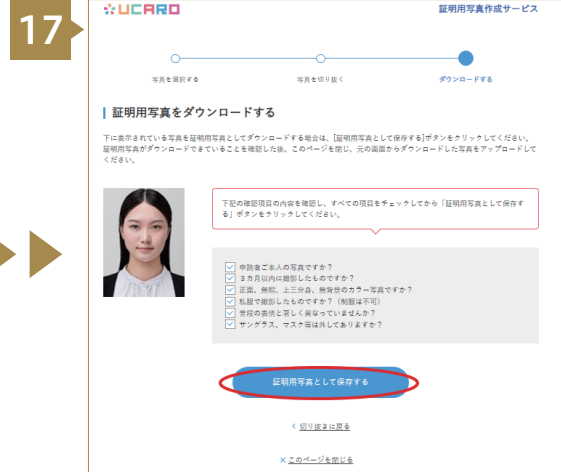 17
UCARO
証明用写真作成サービス
写真を選択する
写真を切り抜く
ダウンロードする
証明用写真をダウンロードする
下に表示されている写真を証明用写真としてダウンロードする場合は、[証明用写真として保存する]ボタンをクリックしてください。
証明用写真がダウンロードできていることを確認した後、このページを閉じ、元の画面からダウンロードした写真をアップロードして
ください。
下記の確認項目の内容を確認し、すべての項目をチェックしてから「証明用写真として保存す
る」ボタンをクリックしてください。
申請者ご本人の写真ですか？
3カ月以内に撮影したものですか？
正面、無帽、上三分身、無背景のカラー写真ですか？
私服で撮影したものですか？（制服は不可）
普段の表情と著しく異なっていませんか？
サングラス、マスク等は外してありますか？
証明用写真として保存する
< 切り抜きに戻る
× このページを閉じる